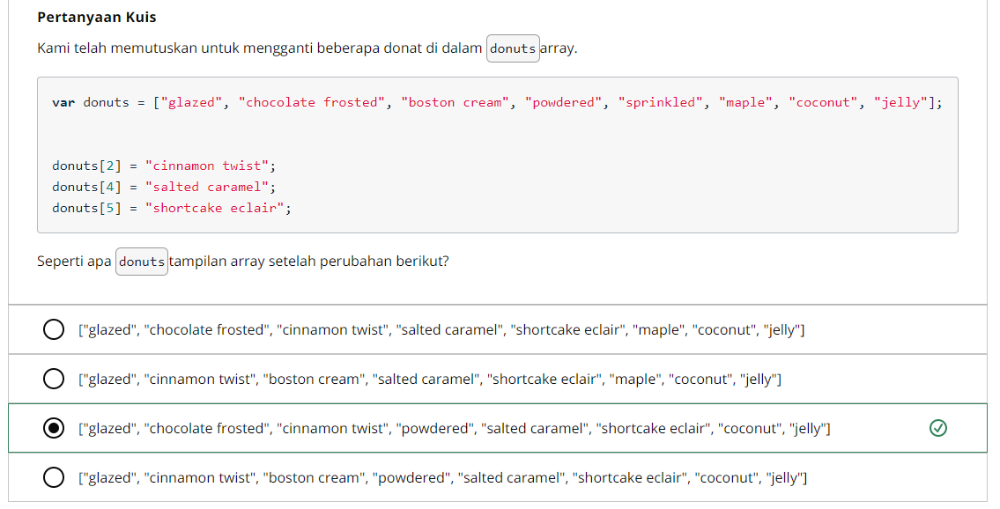 Pertanyaan Kuis
Kami telah memutuskan untuk mengganti beberapa donat di dalam donuts array.
var donuts = ["glazed", "chocolate frosted", "boston cream", "powdered", "sprinkled", "maple", "coconut", "jelly"];
donuts[2] = "cinnamon twist";
donuts[4] = "salted caramel";
donuts[5] = "shortcake eclair";
Seperti apa donuts tampilan array setelah perubahan berikut?
["glazed", "chocolate frosted", "cinnamon twist", "salted caramel", "shortcake eclair", "maple", "coconut", "jelly"]
["glazed", "cinnamon twist", "boston cream", "salted caramel", "shortcake eclair", "maple", "coconut", "jelly"]
["glazed", "chocolate frosted", "cinnamon twist", "powdered", "salted caramel", "shortcake eclair", "coconut", "jelly"]
["glazed", "cinnamon twist", "boston cream", "powdered", "salted caramel", "shortcake eclair", "coconut", "jelly"]